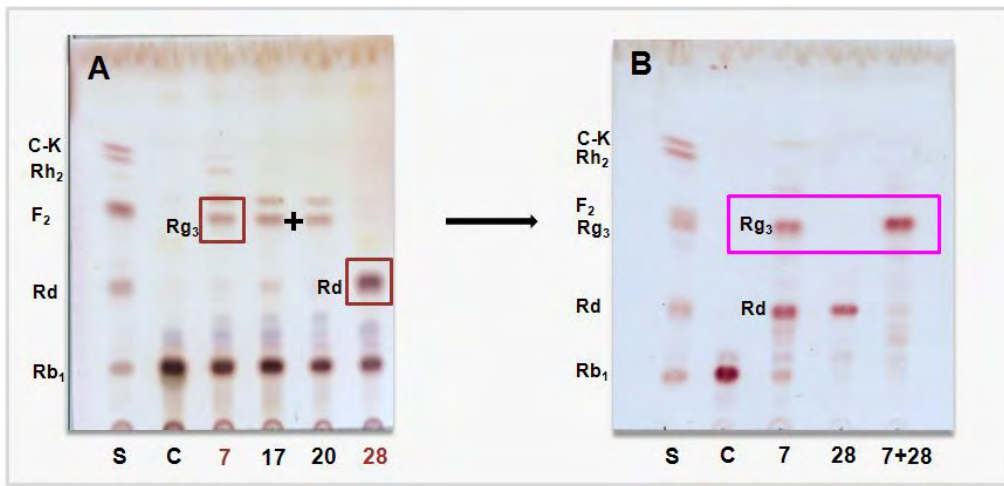 A
C-K
Rh₂
F₂
Rg₃
+
Rd
Rd
Rb₁
S C 7 17 20 28
B
C-K
Rh₂
F₂
Rg₃ Rg₃
Rd Rd
Rb₁
S C 7 28 7+28